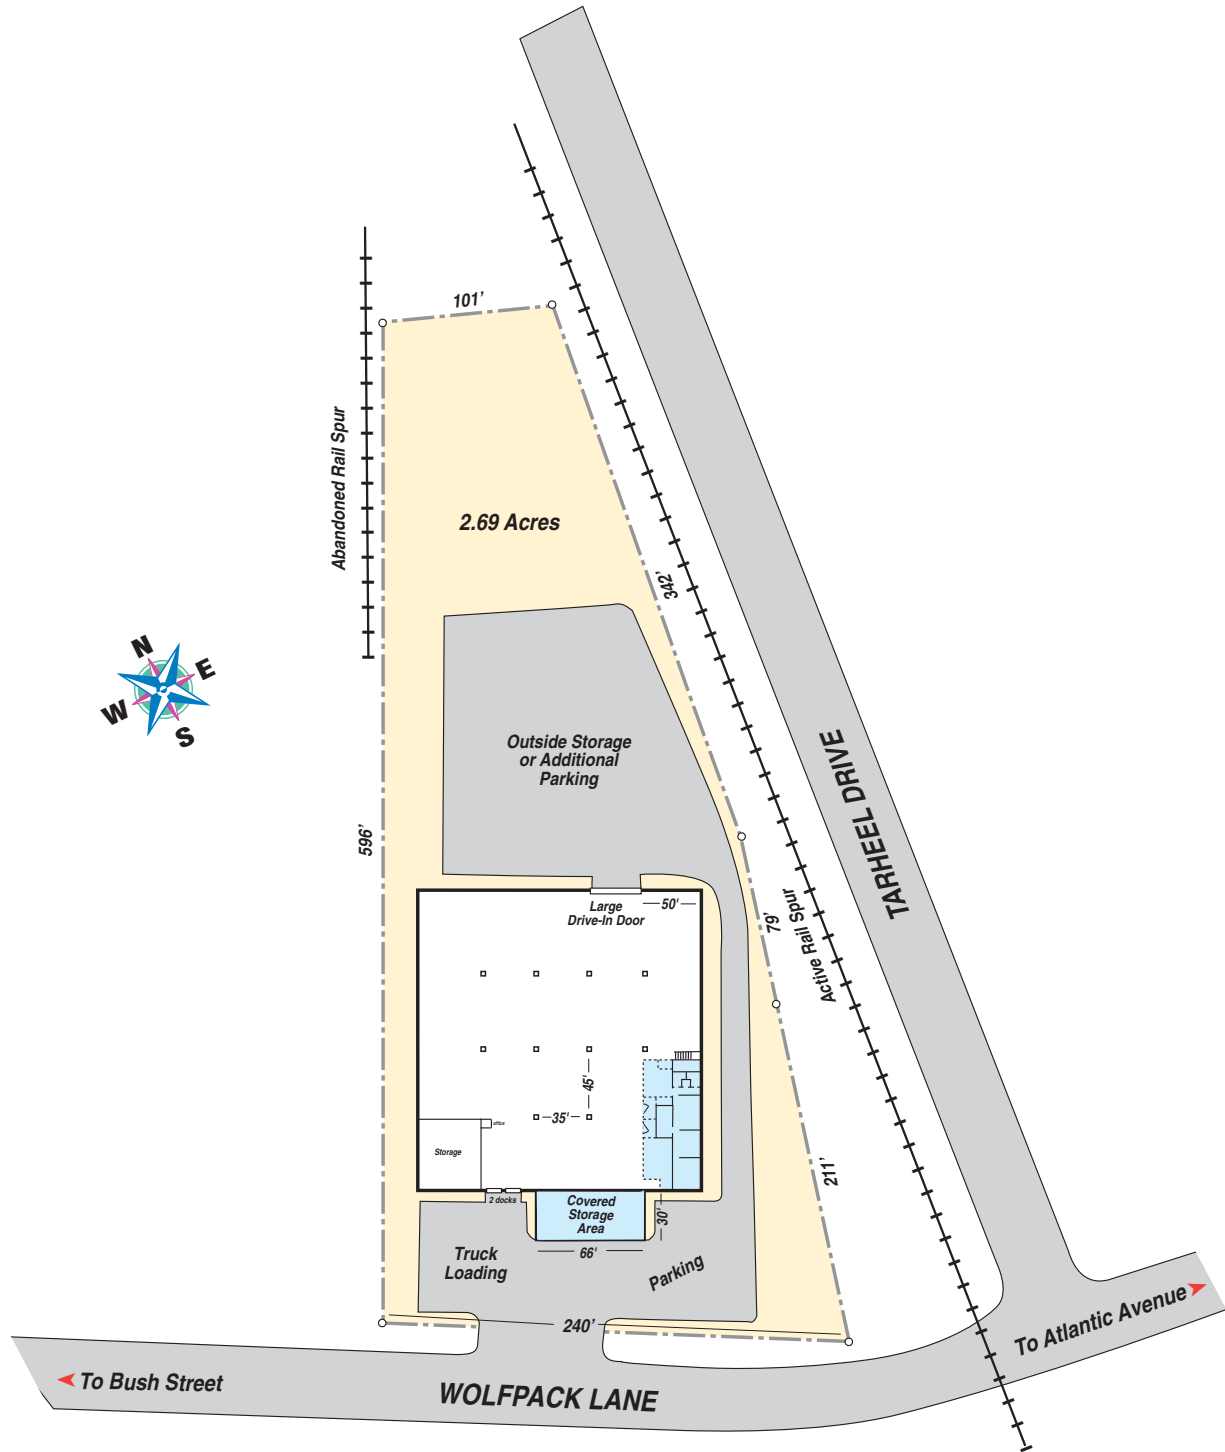 101'
Abandoned Rail Spur
2.69 Acres
342'
N
E
W
S
Outside Storage
or Additional
Parking
TARHEEL DRIVE
596'
Large
Drive-In Door
50'
79'
Active Rail Spur
45'
35'
office
Storage
211'
2 docks
Covered
Storage
Area
30'
66'
Truck
Loading
Parking
240'
To Atlantic Avenue
To Bush Street
WOLFPACK LANE